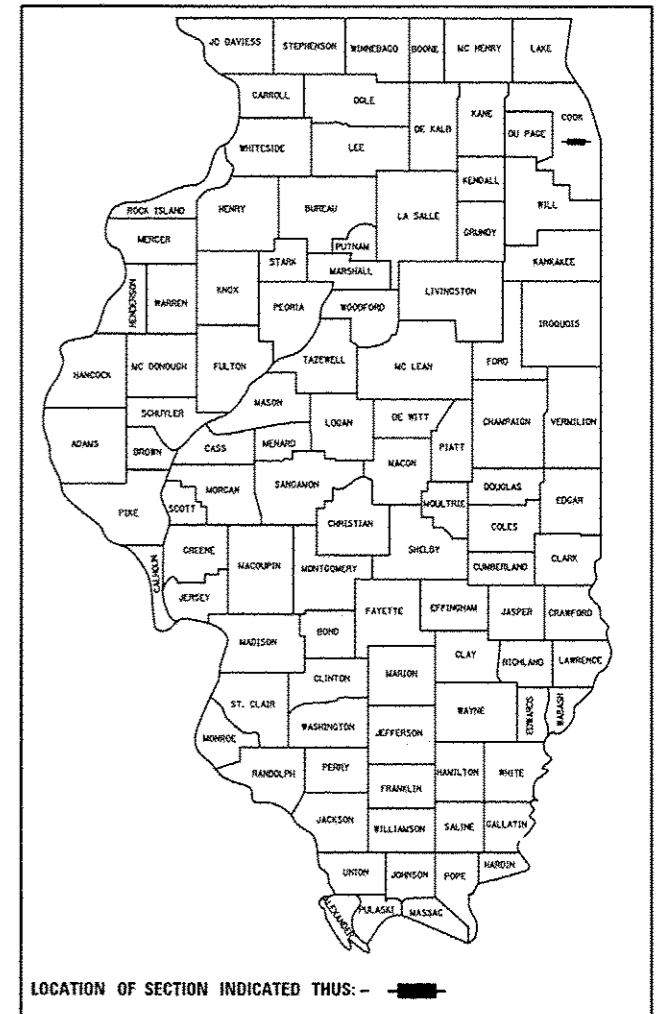 JO DAVIESS STEPHENSON WINNEBAGO BOONE MC HENRY LAKE
CARROLL OGLE DE KALB KANE COOK
DU PAGE
WHITESIDE LEE
KENDALL
WILL
ROCK ISLAND HENRY BUREAU LA SALLE GRUNDY
MERCER PUTNAM
STARK MARSHALL KANKAKEE
HENDERSON WARREN KNOX PEORIA WOODFORD LIVINGSTON IROQUOIS
HANCOCK MC DONOUGH FULTON TAZEWELL MC LEAN FORD
MASON
SCHUYLER LOGAN DE WITT CHAMPAIGN VERMILION
ADAMS BROWN CASS MENARD PIATT
MACON
PIKE SCOTT MORGAN SANGAMON MOULTRIE DOUGLAS EDGAR
CHRISTIAN COLES
CALHOUN GREENE MACOUPIN MONTGOMERY SHELBY CUMBERLAND CLARK
JERSEY FAYETTE EFFINGHAM JASPER CRAWFORD
MADISON BOND
CLAY RICHLAND LAWRENCE
CLINTON MARION
ST. CLAIR WAYNE EDWARDS WABASH
MONROE WASHINGTON JEFFERSON
RANDOLPH PERRY HAMILTON WHITE
FRANKLIN
JACKSON WILLIAMSON SALINE GALLATIN
UNION JOHNSON POPE HARDIN
ALEXANDER PULASKI MASSAC
LOCATION OF SECTION INDICATED THUS: -